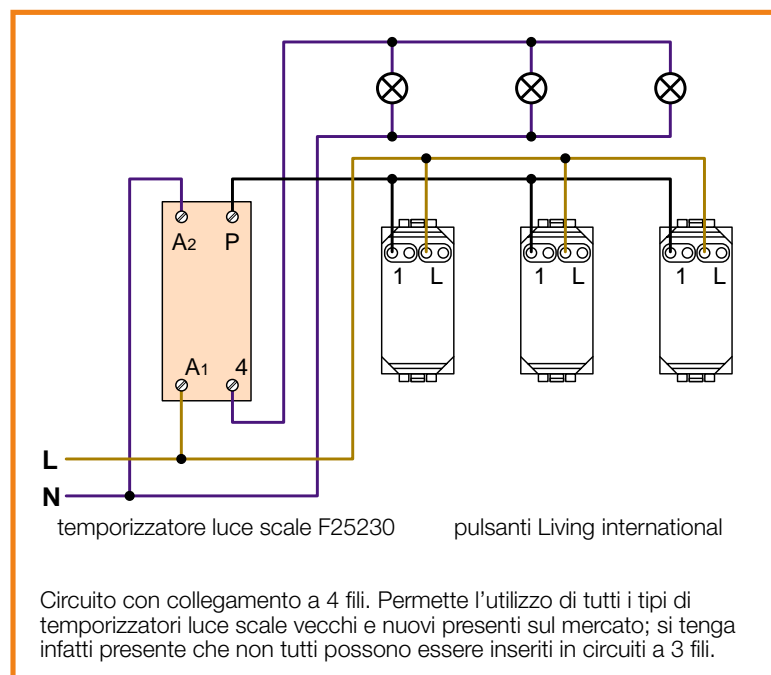 A2 P
1 L 1 L 1 L
A1 4
L
N
temporizzatore luce scale F25230 pulsanti Living international
Circuito con collegamento a 4 fili. Permette l’utilizzo di tutti i tipi di
temporizzatori luce scale vecchi e nuovi presenti sul mercato; si tenga
infatti presente che non tutti possono essere inseriti in circuiti a 3 fili.